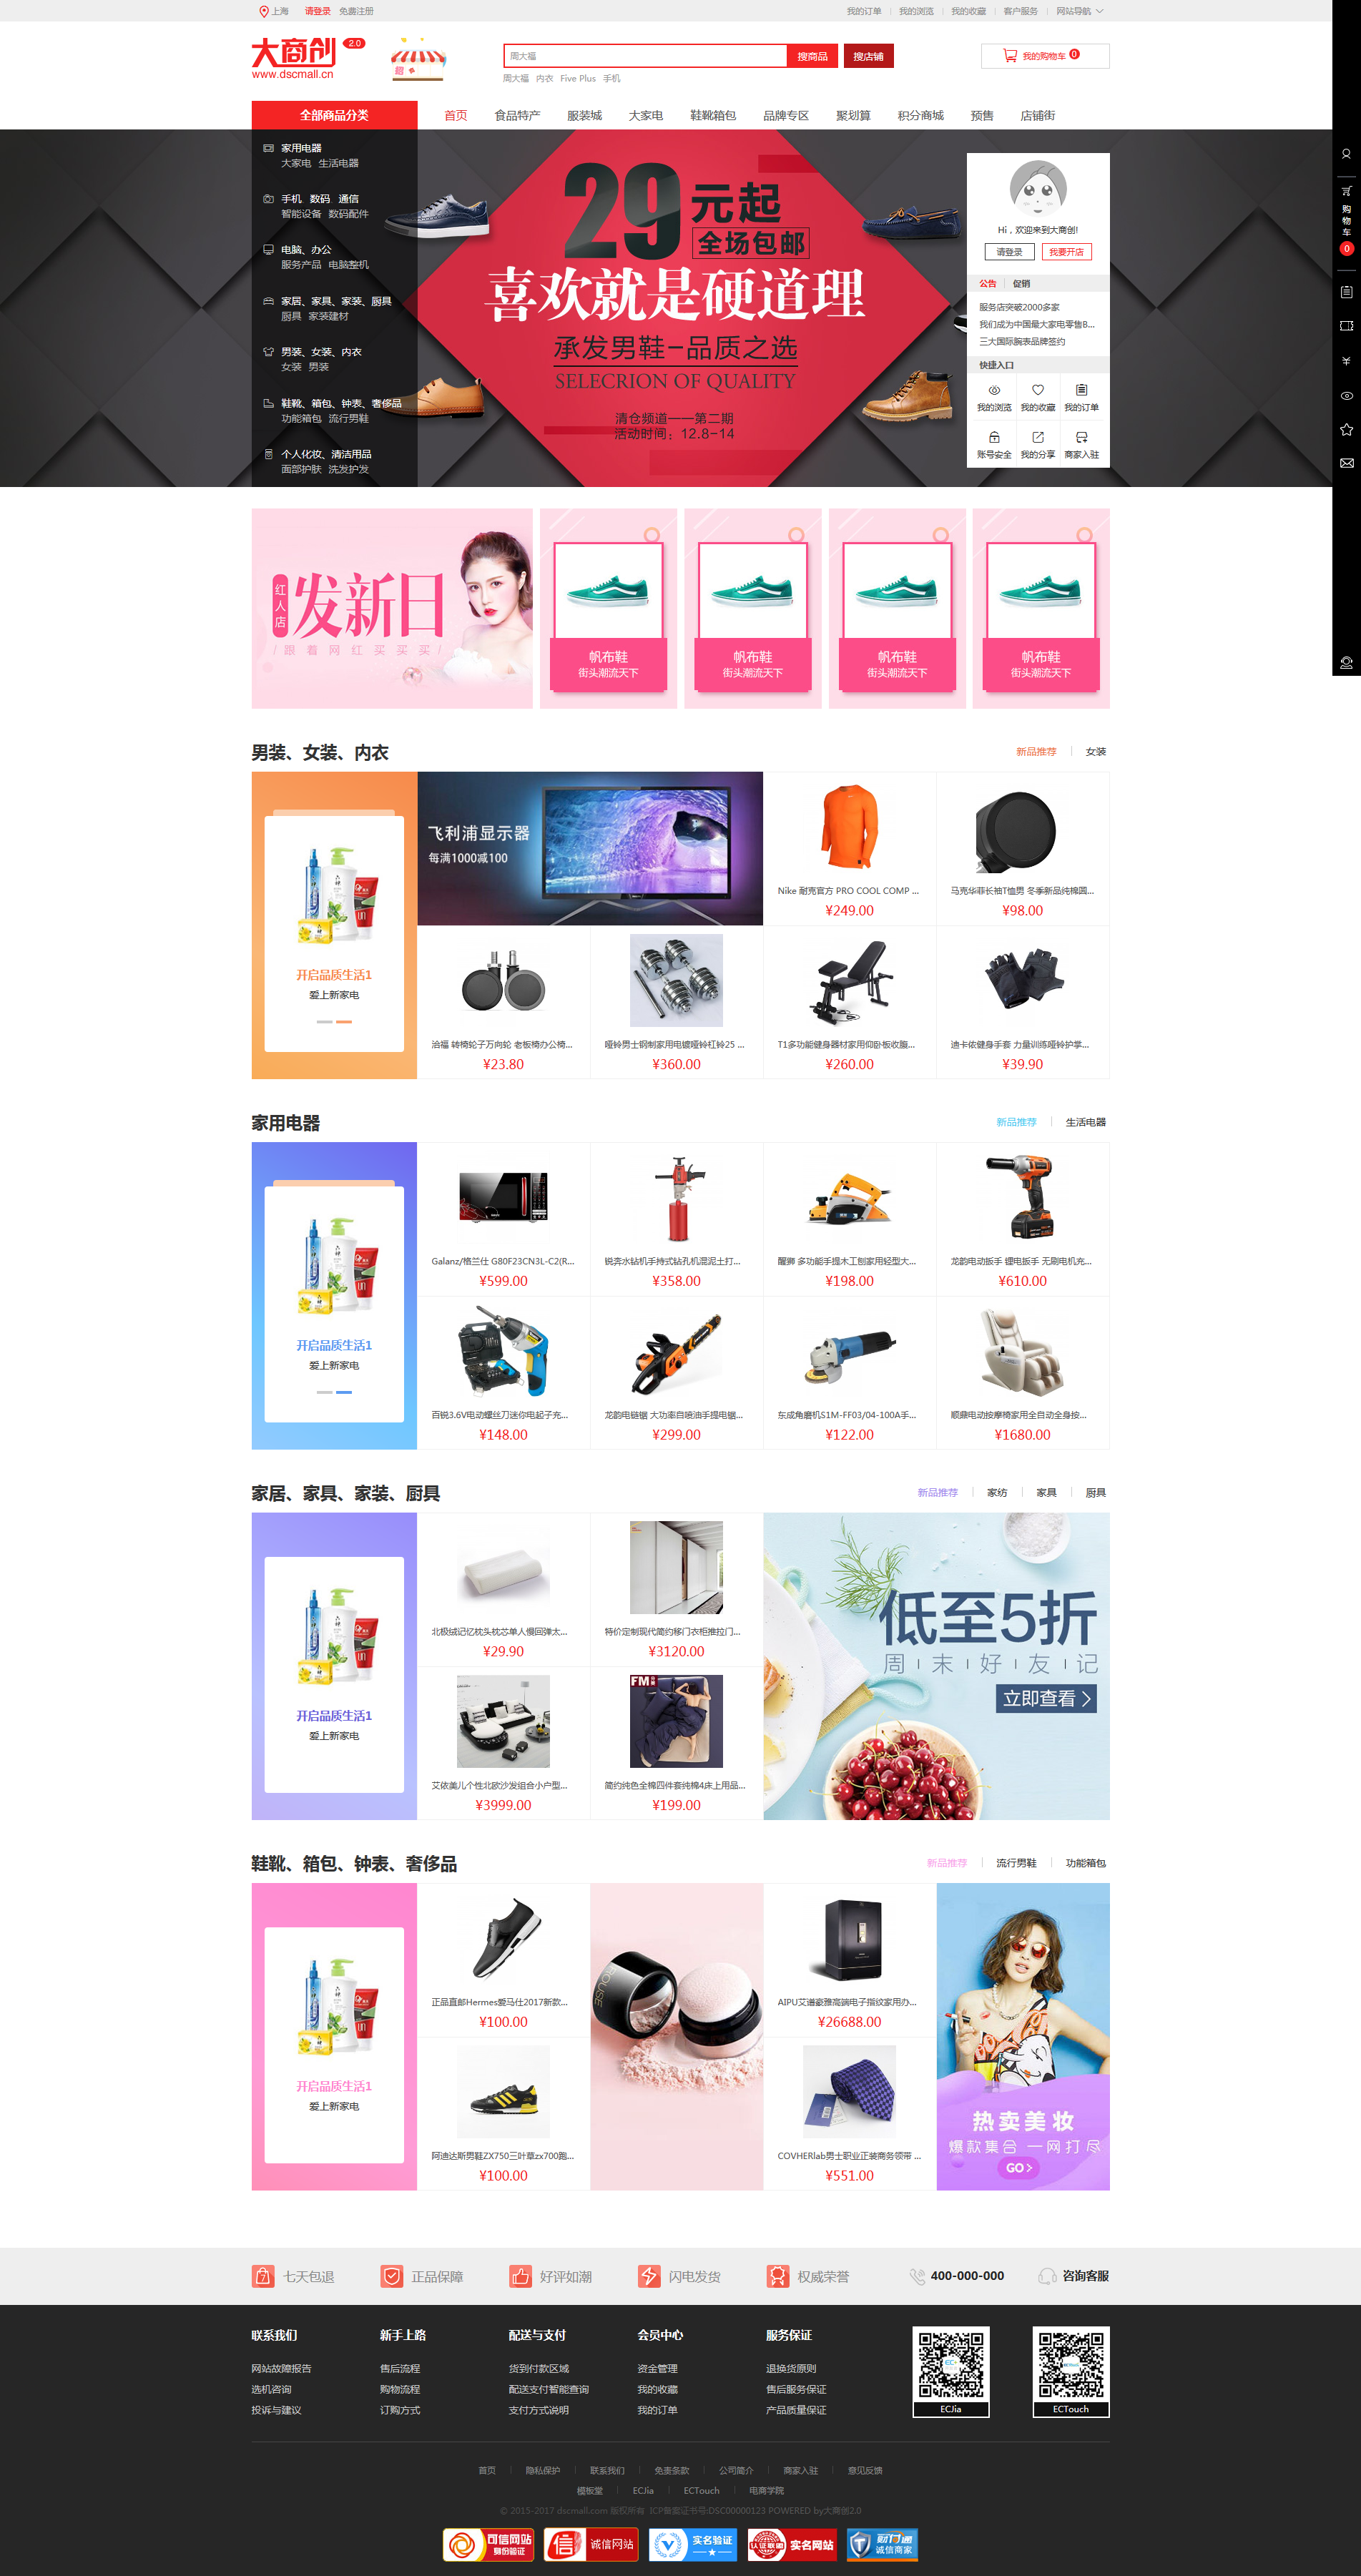 上海 请登录 免费注册 我的订单 我的浏览 我的收藏 客户服务 网站导航
大商创 2.0
www.dscmall.cn
周大福 搜商品 搜店铺
我的购物车 0
周大福 内衣 Five Plus 手机
全部商品分类 首页 食品特产 服装城 大家电 鞋靴箱包 品牌专区 聚划算 积分商城 预售 店铺街
家用电器
大家电 生活电器
手机 数码 通信
智能设备 数码配件
电脑、办公
服务产品 电脑整机
家居、家具、家装、厨具
厨具 家装建材
男装、女装、内衣
女装 男装
鞋靴、箱包、钟表、奢侈品
功能箱包 流行男鞋
个人化妆、清洁用品
面部护肤 洗发护发
29元起
全场包邮
喜欢就是硬道理
承发男鞋-品质之选
SELECRION OF QUALITY
清仓频道——第二期
活动时间：12.8-14
Hi，欢迎来到大商创!
请登录 我要开店
公告 促销
服务店突破2000多家
我们成为中国最大家电零售B...
三大国际腕表品牌签约
快捷入口
我的浏览 我的收藏 我的订单
账号安全 我的分享 商家入驻
购物车
0
红人店
发新日
/ 跟着网红买买买 /
帆布鞋 帆布鞋 帆布鞋 帆布鞋
街头潮流天下 街头潮流天下 街头潮流天下 街头潮流天下
男装、女装、内衣 新品推荐 女装
开启品质生活1
爱上新家电
飞利浦显示器
每满1000减100
Nike 耐克官方 PRO COOL COMP ...
¥249.00
马克华菲长袖T恤男 冬季新品纯棉圆...
¥98.00
洽福 转椅轮子万向轮 老板椅办公椅...
¥23.80
哑铃男士钢制家用电镀哑铃杠铃25 ...
¥360.00
T1多功能健身器材家用仰卧板收腹...
¥260.00
迪卡侬健身手套 力量训练哑铃护掌...
¥39.90
家用电器 新品推荐 生活电器
开启品质生活1
爱上新家电
Galanz/格兰仕 G80F23CN3L-C2(R...
¥599.00
锐奔水钻机手持式钻孔机混泥土打...
¥358.00
醒狮 多功能手提木工刨家用轻型大...
¥198.00
龙韵电动扳手 锂电扳手 无刷电机充...
¥610.00
百锐3.6V电动螺丝刀迷你电起子充...
¥148.00
龙韵电链锯 大功率自喷油手提电锯...
¥299.00
东成角磨机S1M-FF03/04-100A手...
¥122.00
顺鼎电动按摩椅家用全自动全身按...
¥1680.00
家居、家具、家装、厨具 新品推荐 家纺 家具 厨具
开启品质生活1
爱上新家电
北极绒记忆枕头枕芯单人慢回弹太...
¥29.90
特价定制现代简约移门衣柜推拉门...
¥3120.00
艾依美儿个性北欧沙发组合小户型...
¥3999.00
FM
简约纯色全棉四件套纯棉4床上用品...
¥199.00
低至5折
周末好友记
立即查看 >
鞋靴、箱包、钟表、奢侈品 新品推荐 流行男鞋 功能箱包
开启品质生活1
爱上新家电
正品直邮Hermes爱马仕2017新款...
¥100.00
阿迪达斯男鞋ZX750三叶草zx700跑...
¥100.00
AIPU艾谱豪雅高端电子指纹家用办...
¥26688.00
COVHERlab男士职业正装商务领带 ...
¥551.00
热卖美妆
爆款集合 一网打尽
GO >
七天包退 正品保障 好评如潮 闪电发货 权威荣誉 400-000-000 咨询客服
联系我们 新手上路 配送与支付 会员中心 服务保证
网站故障报告 售后流程 货到付款区域 资金管理 退换货原则
选机咨询 购物流程 配送支付智能查询 我的收藏 售后服务保证
投诉与建议 订购方式 支付方式说明 我的订单 产品质量保证
ECJia ECTouch
首页 隐私保护 联系我们 免责条款 公司简介 商家入驻 意见反馈
模板堂 ECJia ECTouch 电商学院
© 2015-2017 dscmall.com 版权所有 ICP备案证书号:DSC00000123 POWERED by大商创2.0
可信网站 身份验证 诚信网站 实名验证 认证联盟 实名网站 财付通 诚信商家